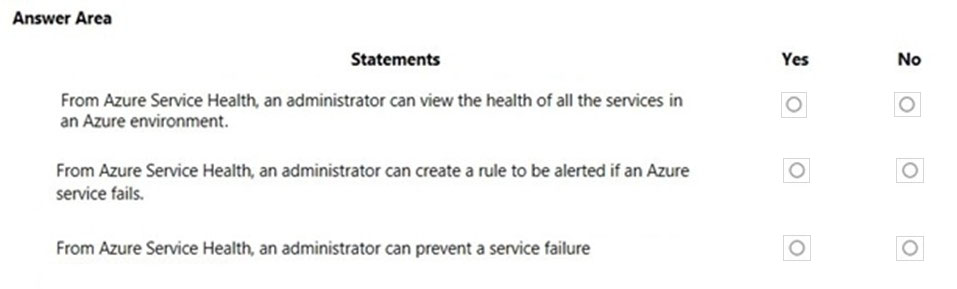 Answer Area
Statements Yes No
From Azure Service Health, an administrator can view the health of all the services in
an Azure environment.
From Azure Service Health, an administrator can create a rule to be alerted if an Azure
service fails.
From Azure Service Health, an administrator can prevent a service failure